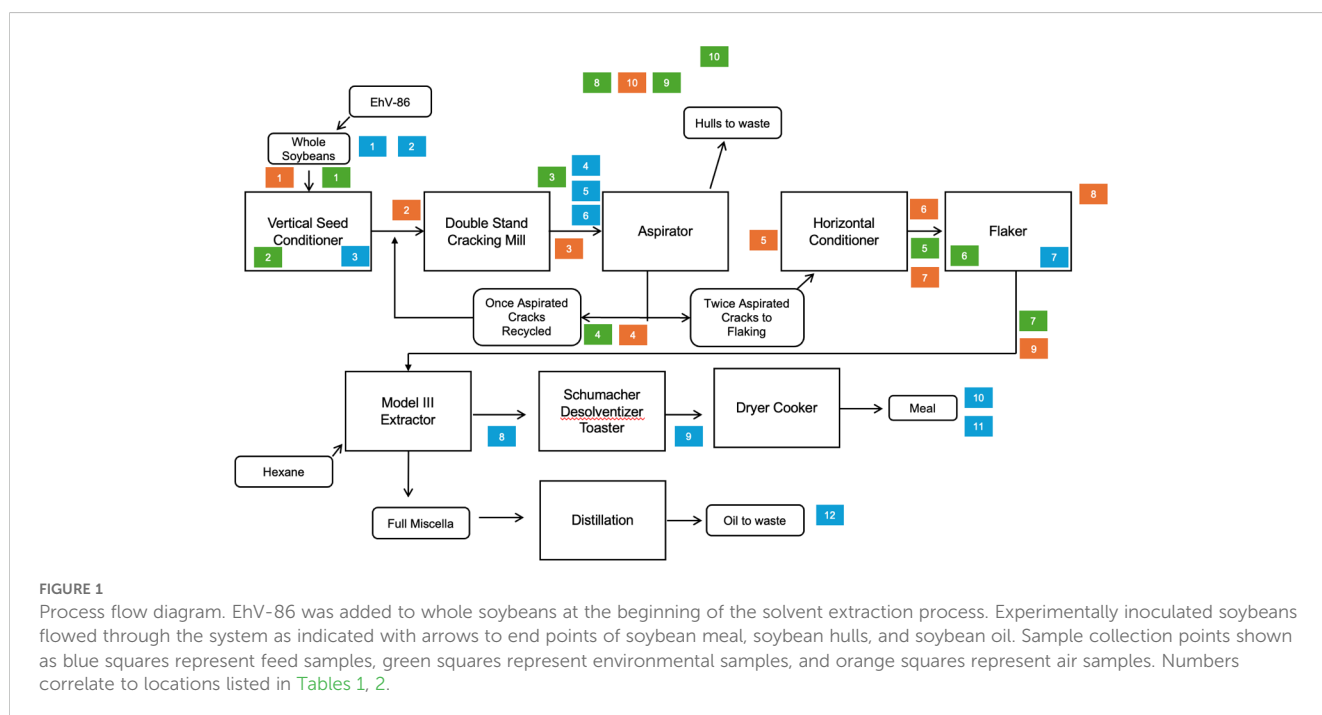 10
8
10
9
EhV-86
Hulls to waste
Whole
Soybeans
1
2
1
1
3
4
5
6
8
2
6
Vertical Seed
Conditioner
Double Stand
Cracking Mill
Aspirator
Horizontal
Conditioner
Flaker
2
3
3
5
5
7
6
7
Once Aspirated
Cracks
Recycled
Twice Aspirated
Cracks to
Flaking
4
4
7
9
Model III
Extractor
Schumacher
Desolventizer
Toaster
Dryer Cooker
Meal
10
11
8
9
Hexane
Full Miscella
Distillation
Oil to waste
12
FIGURE 1
Process flow diagram. EhV-86 was added to whole soybeans at the beginning of the solvent extraction process. Experimentally inoculated soybeans
flowed through the system as indicated with arrows to end points of soybean meal, soybean hulls, and soybean oil. Sample collection points shown
as blue squares represent feed samples, green squares represent environmental samples, and orange squares represent air samples. Numbers
correlate to locations listed in Tables 1, 2.